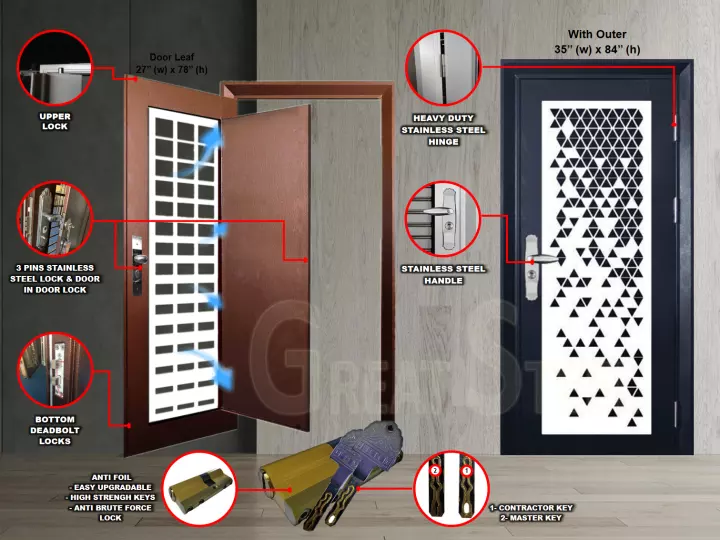 Door Leaf
27" (w) x 78" (h)
With Outer
35" (w) x 84" (h)
UPPER
LOCK
HEAVY DUTY
STAINLESS STEEL
HINGE
3 PINS STAINLESS
STEEL LOCK & DOOR
IN DOOR LOCK
STAINLESS STEEL
HANDLE
GREAT ST
BOTTOM
DEADBOLT
LOCKS
ANTI FOIL
- EASY UPGRADABLE
- HIGH STRENGH KEYS
- ANTI BRUTE FORCE
LOCK
2
1
1- CONTRACTOR KEY
2- MASTER KEY